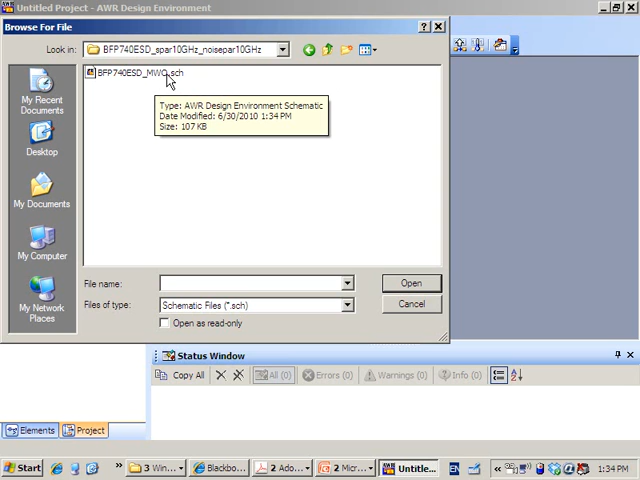 Untitled Project - AWR Design Environment
Browse For File
Look in:
BFP740ESD_spar10GHz_noisepar10GHz
BFP740ESD_MWO.sch
Type: AWR Design Environment Schematic
Date Modified: 6/30/2010 1:34 PM
Size: 107 KB
My Recent
Documents
Desktop
My Documents
My Computer
My Network
Places
File name:
Open
Files of type:
Schematic Files (*.sch)
Cancel
Open as read-only
Status Window
Copy All
All (0)
Errors (0)
Warnings (0)
Info (0)
Elements
Project
Start
3 Win...
Blackbo...
2 Ado...
2 Micr...
Untitle...
EN
1:34 PM